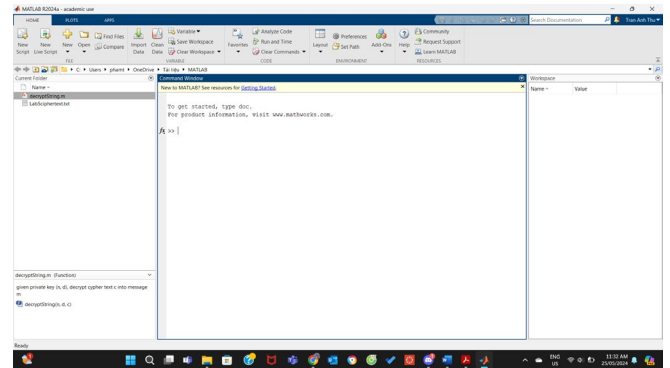 MATLAB R2024a - academic use
HOME PLOTS APPS
Search Documentation Tran Anh Thu
New Script
New Live Script
New
Open
Find Files
Compare
Import Data
Clean Data
Variable
Save Workspace
Clear Workspace
Favorites
Analyze Code
Run and Time
Clear Commands
Layout
Preferences
Set Path
Add-Ons
Help
Community
Request Support
Learn MATLAB
FILE VARIABLE CODE ENVIRONMENT RESOURCES
C: Users phamt OneDrive Tài liệu MATLAB
Current Folder
Name
decryptString.m
Lab5ciphertext.txt
Command Window
New to MATLAB? See resources for Getting Started.
To get started, type doc.
For product information, visit www.mathworks.com.
fx >>
Workspace
Name Value
decryptString.m (Function)
given private key (n, d), decrypt cypher text c into message
m
decryptString(n, d, c)
Ready
ENG
US
11:32 AM
25/05/2024